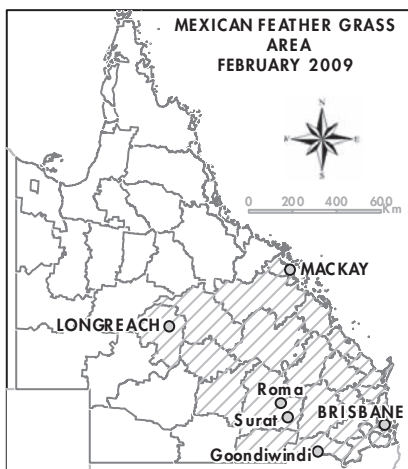 MEXICAN FEATHER GRASS
AREA
FEBRUARY 2009
N
W E
S
0 200 400 600
Km
MACKAY
LONGREACH
Roma
Surat BRISBANE
Goondiwindi